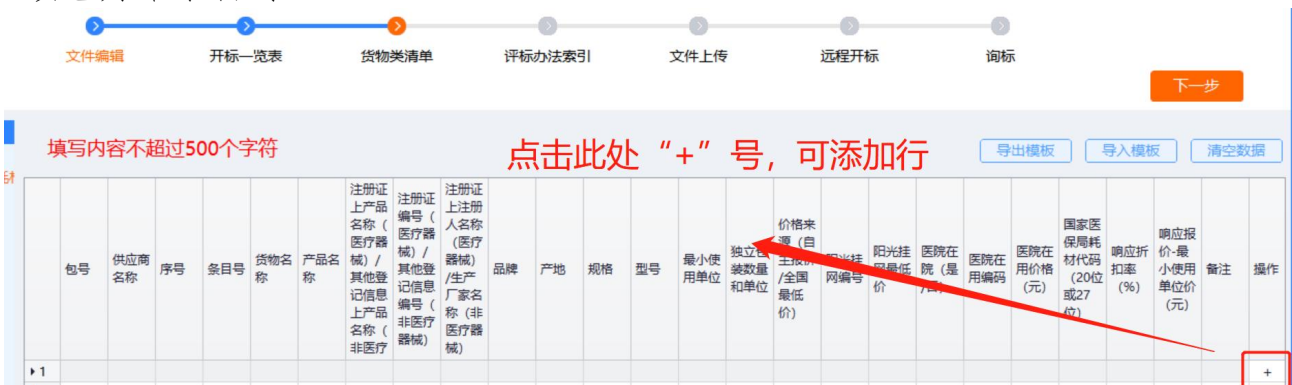 文件编辑
开标一览表
货物类清单
评标办法索引
文件上传
远程开标
询标
下一步
填写内容不超过500个字符
点击此处“+”号，可添加行
导出模板
导入模板
清空数据
包号
供应商
名称
序号
条目号
货物名
称
产品名
称
注册证
上产品
名称（
医疗器
械）/
其他登
记信息
上产品
名称（
非医疗
注册证
编号（
医疗器
械）/
其他登
记信息
编号（
非医疗
器械）
注册证
上注册
人名称
（医疗
器械）
/生产
厂家名
称（非
医疗器
械）
品牌
产地
规格
型号
最小使
用单位
独立包
装数量
和单位
价格来
源（自
主报价
/全国
最低
价）
阳光挂
网编号
阳光挂
网最低
价
医院在
院（是
医院在
用编码
医院在
用价格
（元）
国家医
保局耗
材代码
（20位
或27
位）
响应折
扣率
（%）
响应报
价-最
小使用
单位价
（元）
备注
操作
1
+